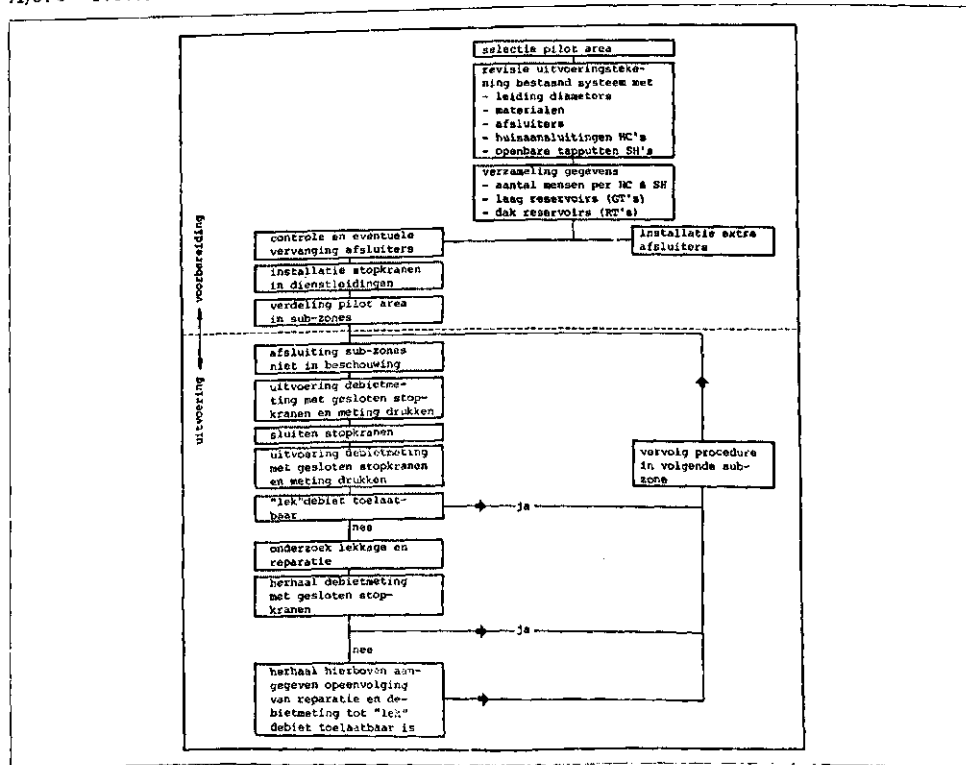 selectie pilot area
revisie uitvoeringsteke-
ning bestaand systeem met
- leiding diameters
- materialen
- afsluiters
- huisaansluitingen HC's
- openbare tapputten SH's
verzameling gegevens
- aantal mensen per HC & SH
- laag reservoirs (GT's)
- dak reservoirs (RT's)
controle en eventuele
vervanging afsluiters
installatie extra
afsluiters
installatie stopkranen
in dienstleidingen
verdeling pilot area
in sub-zones
uitvoering
voorbereiding
afsluiting sub-zones
niet in beschouwing
uitvoering debietme-
ting met gesloten stop-
kranen en meting drukken
sluiten stopkranen
uitvoering debietmeting
met gesloten stopkranen
en meting drukken
vervolg procedure
in volgende sub-
zone
"lek"debiet toelaat-
baar
ja
nee
onderzoek lekkage en
reparatie
herhaal debietmeting
met gesloten stop-
kranen
ja
nee
herhaal hierboven aan-
gegeven opeenvolging
van reparatie en de-
bietmeting tot "lek"
debiet toelaatbaar is